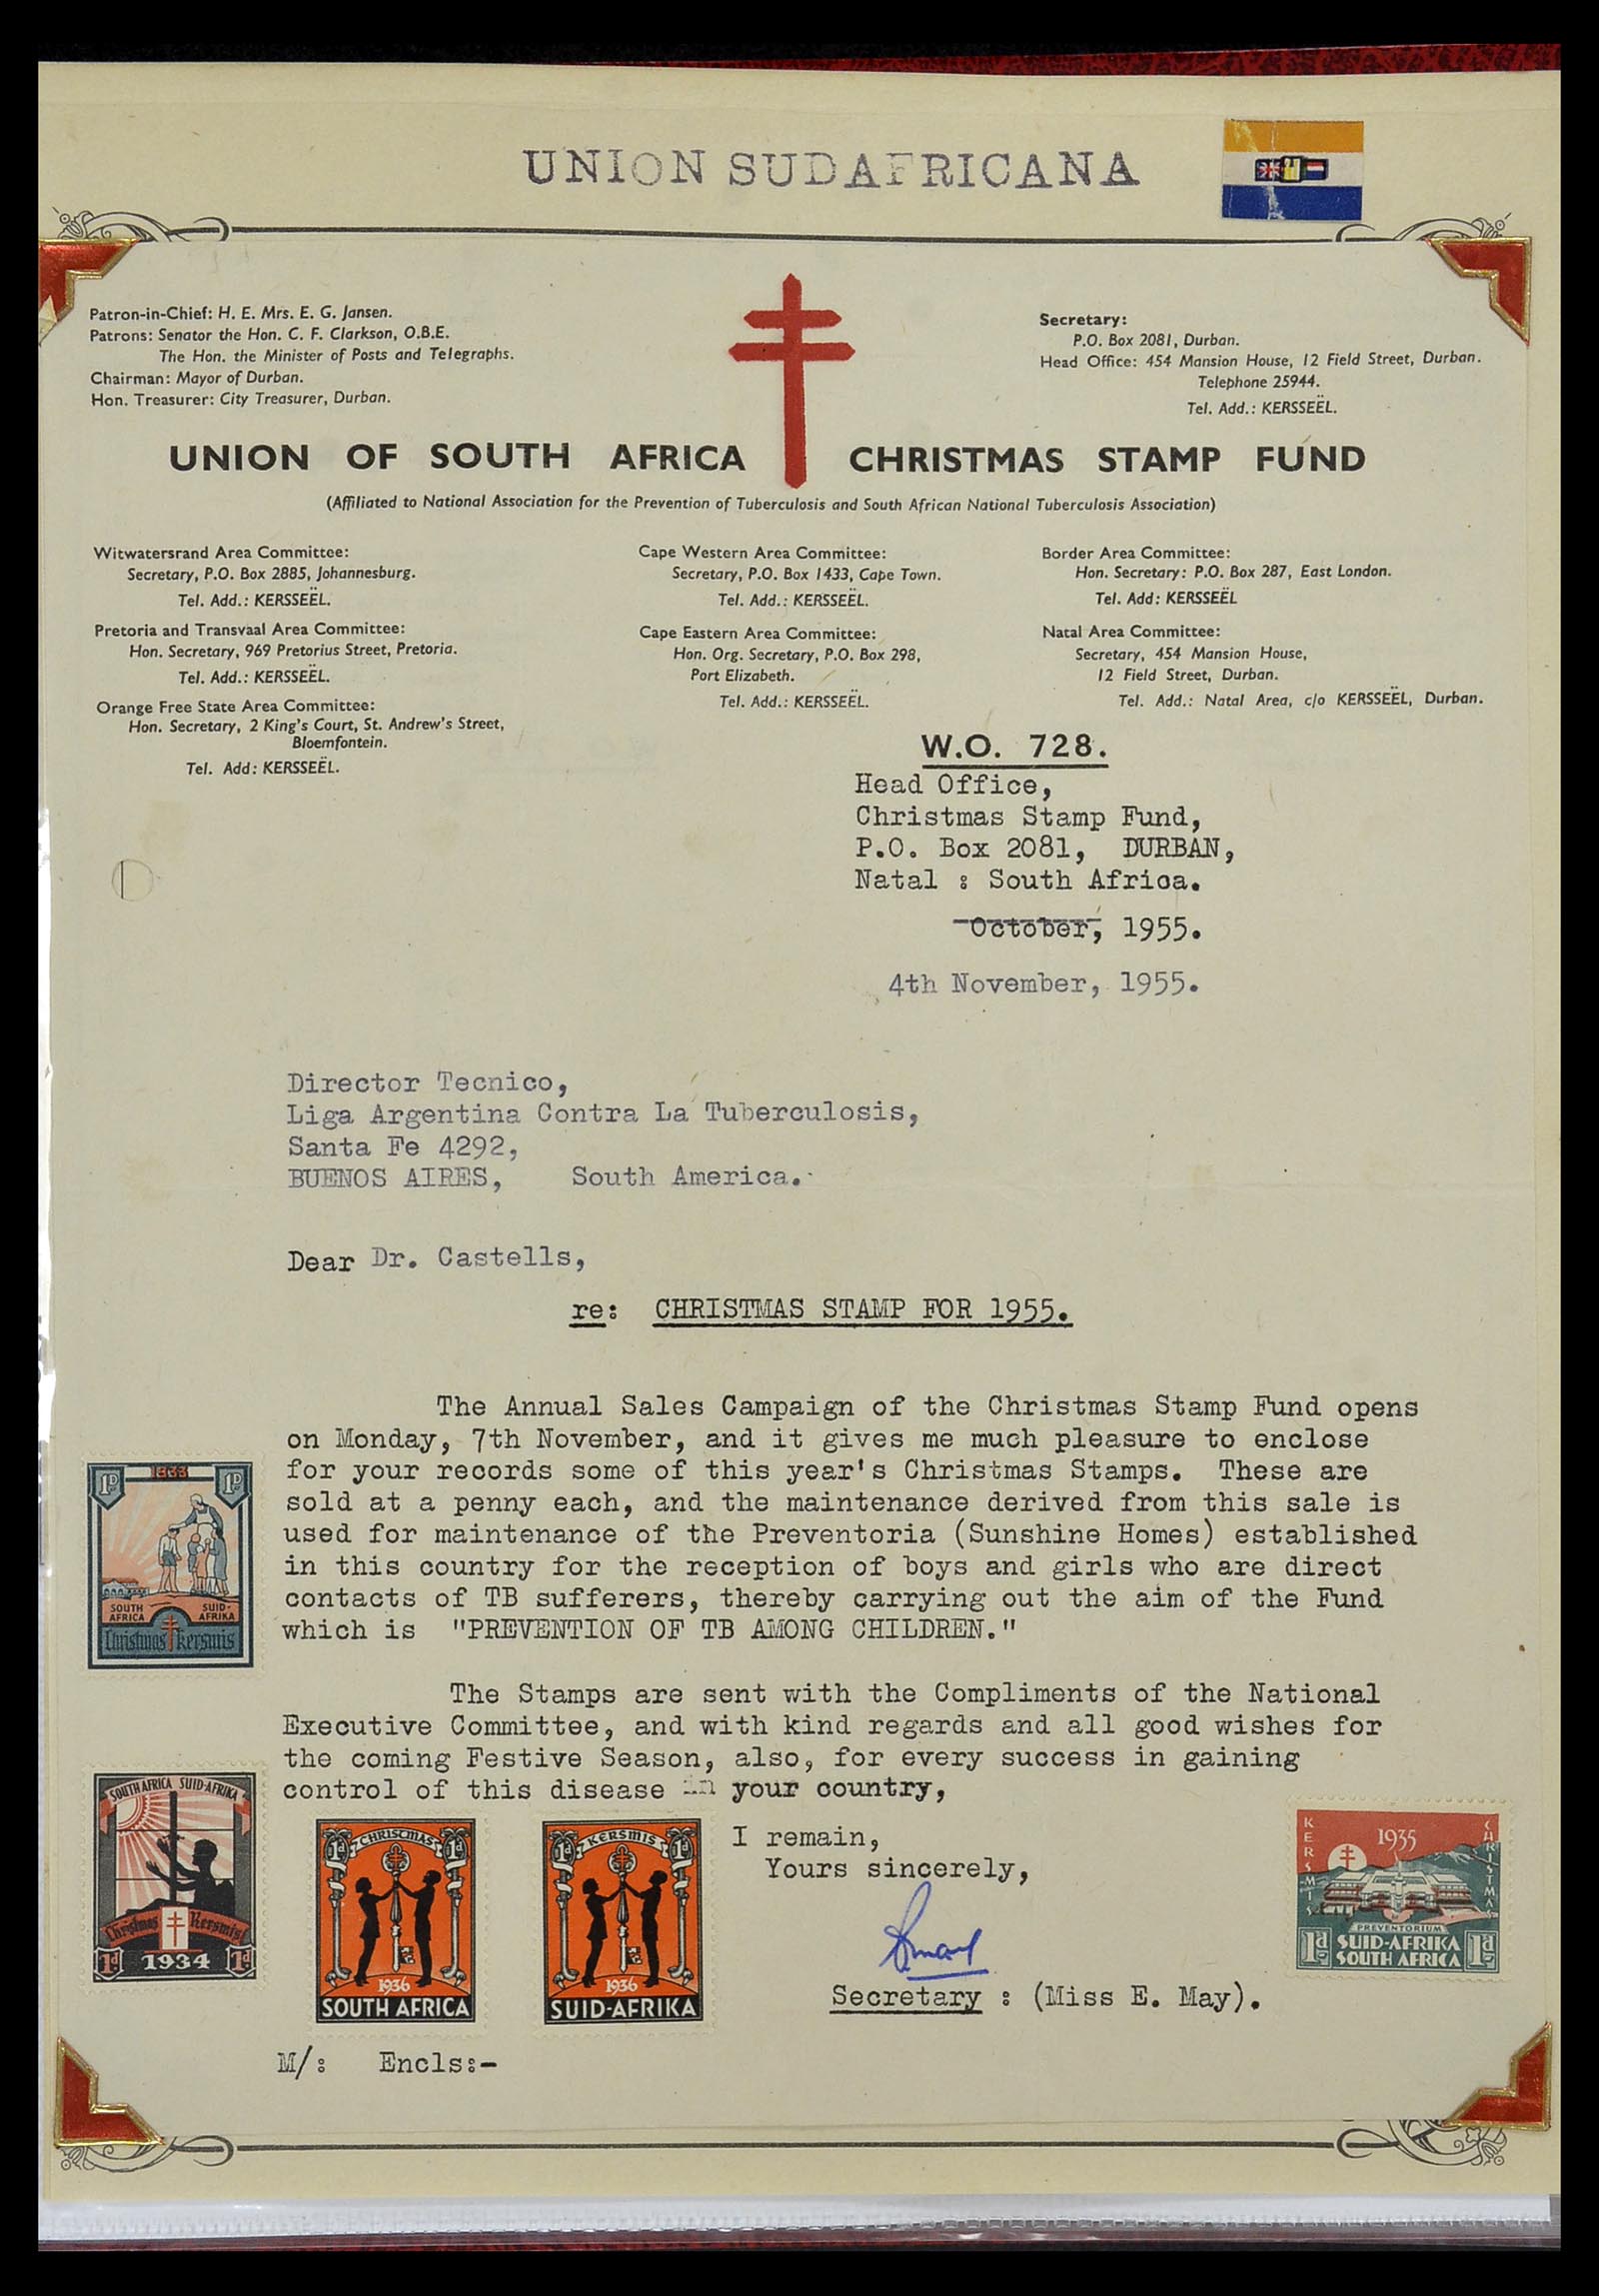 UNION SUDAFRICANA
Patron-in-Chief: H. E. Mrs. E. G. Jansen.
Patrons: Senator the Hon. C. F. Clarkson, O.B.E.
The Hon. the Minister of Posts and Telegraphs.
Chairman: Mayor of Durban.
Hon. Treasurer: City Treasurer, Durban.
Secretary:
P.O. Box 2081, Durban.
Head Office: 454 Mansion House, 12 Field Street, Durban.
Telephone 25944.
Tel. Add.: KERSSEËL.
UNION OF SOUTH AFRICA CHRISTMAS STAMP FUND
(Affiliated to National Association for the Prevention of Tuberculosis and South African National Tuberculosis Association)
Witwatersrand Area Committee:
Secretary, P.O. Box 2885, Johannesburg.
Tel. Add.: KERSSEËL.
Pretoria and Transvaal Area Committee:
Hon. Secretary, 969 Pretorius Street, Pretoria.
Tel. Add.: KERSSEËL.
Orange Free State Area Committee:
Hon. Secretary, 2 King's Court, St. Andrew's Street,
Bloemfontein.
Tel. Add: KERSSEËL.
Cape Western Area Committee:
Secretary, P.O. Box 1433, Cape Town.
Tel. Add.: KERSSEËL.
Cape Eastern Area Committee:
Hon. Org. Secretary, P.O. Box 298,
Port Elizabeth.
Tel. Add.: KERSSEËL.
Border Area Committee:
Hon. Secretary: P.O. Box 287, East London.
Tel. Add: KERSSEËL
Natal Area Committee:
Secretary, 454 Mansion House,
12 Field Street, Durban.
Tel. Add.: Natal Area, c/o KERSSEËL, Durban.
W.O. 728.
Head Office,
Christmas Stamp Fund,
P.O. Box 2081, DURBAN,
Natal : South Africa.
October, 1955.
4th November, 1955.
Director Tecnico,
Liga Argentina Contra La Tuberculosis,
Santa Fe 4292,
BUENOS AIRES, South America.
Dear Dr. Castells,
re: CHRISTMAS STAMP FOR 1955.
The Annual Sales Campaign of the Christmas Stamp Fund opens
on Monday, 7th November, and it gives me much pleasure to enclose
for your records some of this year's Christmas Stamps. These are
sold at a penny each, and the maintenance derived from this sale is
used for maintenance of the Preventoria (Sunshine Homes) established
in this country for the reception of boys and girls who are direct
contacts of TB sufferers, thereby carrying out the aim of the Fund
which is "PREVENTION OF TB AMONG CHILDREN."
The Stamps are sent with the Compliments of the National
Executive Committee, and with kind regards and all good wishes for
the coming Festive Season, also, for every success in gaining
control of this disease in your country,
I remain,
Yours sincerely,
Secretary : (Miss E. May).
M/: Encls:-
1933
1D 1D
SOUTH AFRICA SUID-AFRIKA
Christmas Kersmis
SOUTH AFRICA SUID-AFRIKA
Christmas Kersmis
1d 1934 1d
1d CHRISTMAS 1d
1936
SOUTH AFRICA
1d KERSMIS 1d
1936
SUID-AFRIKA
KERSMIS 1935 CHRISTMAS
PREVENTORIUM
1d SUID-AFRIKA 1d
SOUTH AFRICA